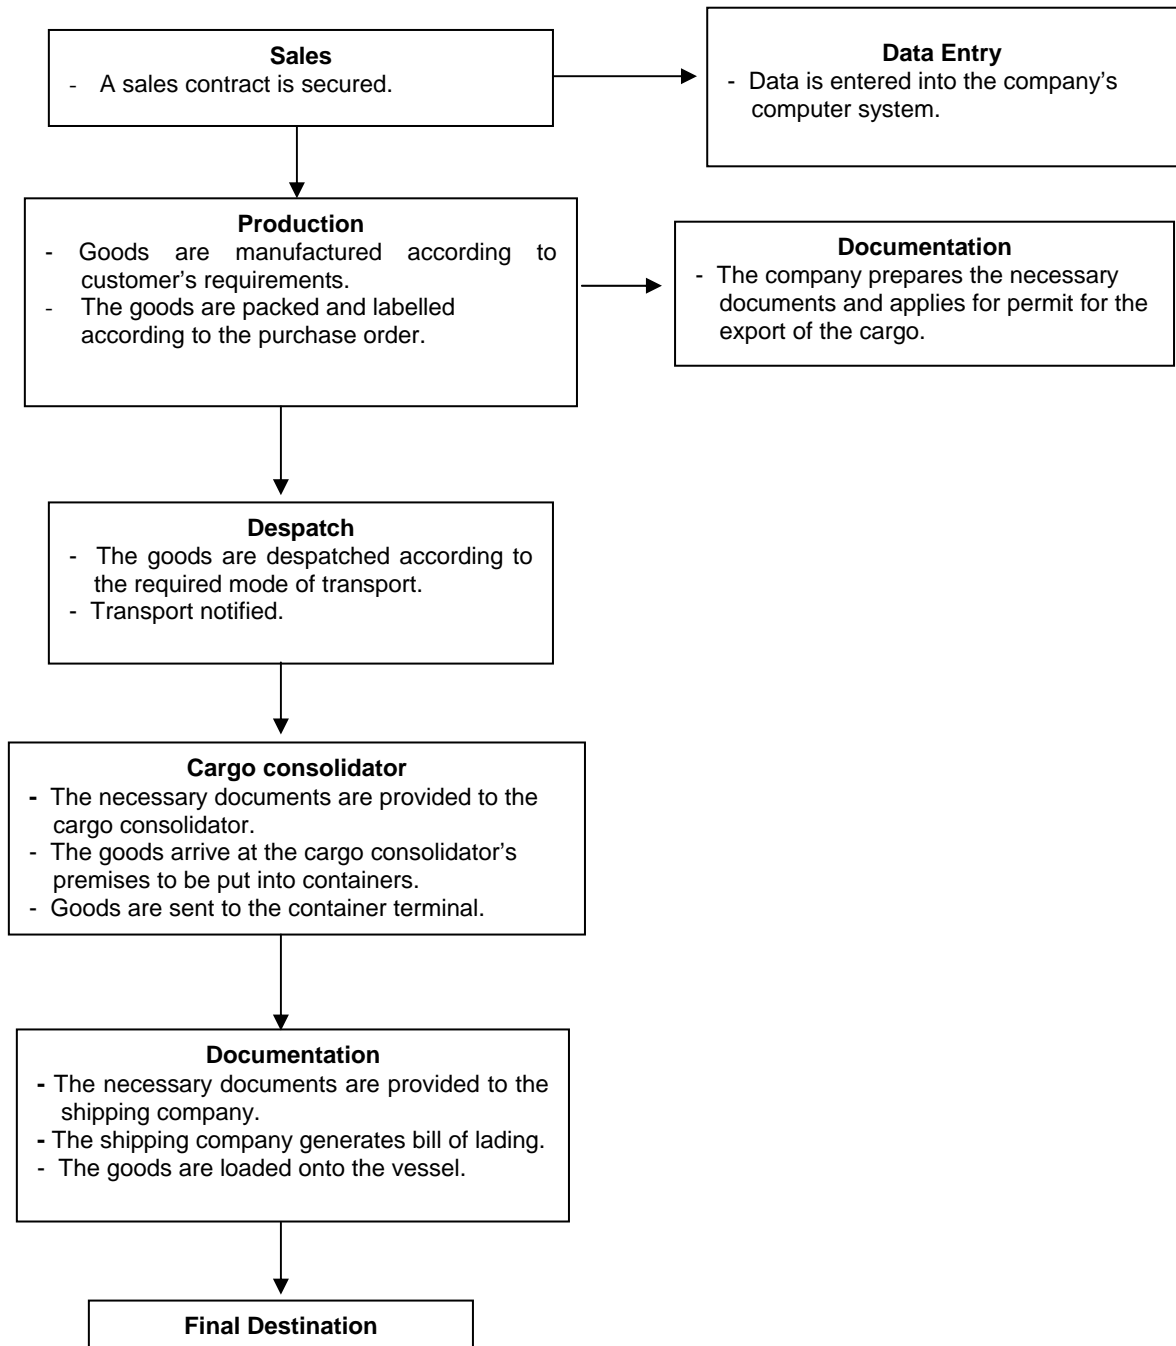 Sales
- A sales contract is secured.
Data Entry
- Data is entered into the company’s
computer system.
Production
- Goods are manufactured according to
customer’s requirements.
- The goods are packed and labelled
according to the purchase order.
Documentation
- The company prepares the necessary
documents and applies for permit for the
export of the cargo.
Despatch
- The goods are despatched according to
the required mode of transport.
- Transport notified.
Cargo consolidator
- The necessary documents are provided to the
cargo consolidator.
- The goods arrive at the cargo consolidator’s
premises to be put into containers.
- Goods are sent to the container terminal.
Documentation
- The necessary documents are provided to the
shipping company.
- The shipping company generates bill of lading.
- The goods are loaded onto the vessel.
Final Destination